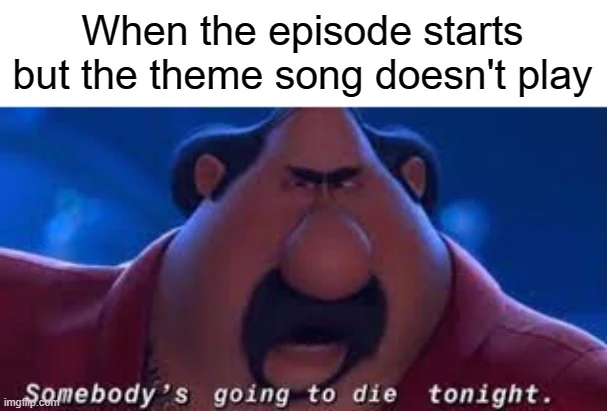 When the episode starts
but the theme song doesn't play
Somebody's going to die tonight.
imgflip.com